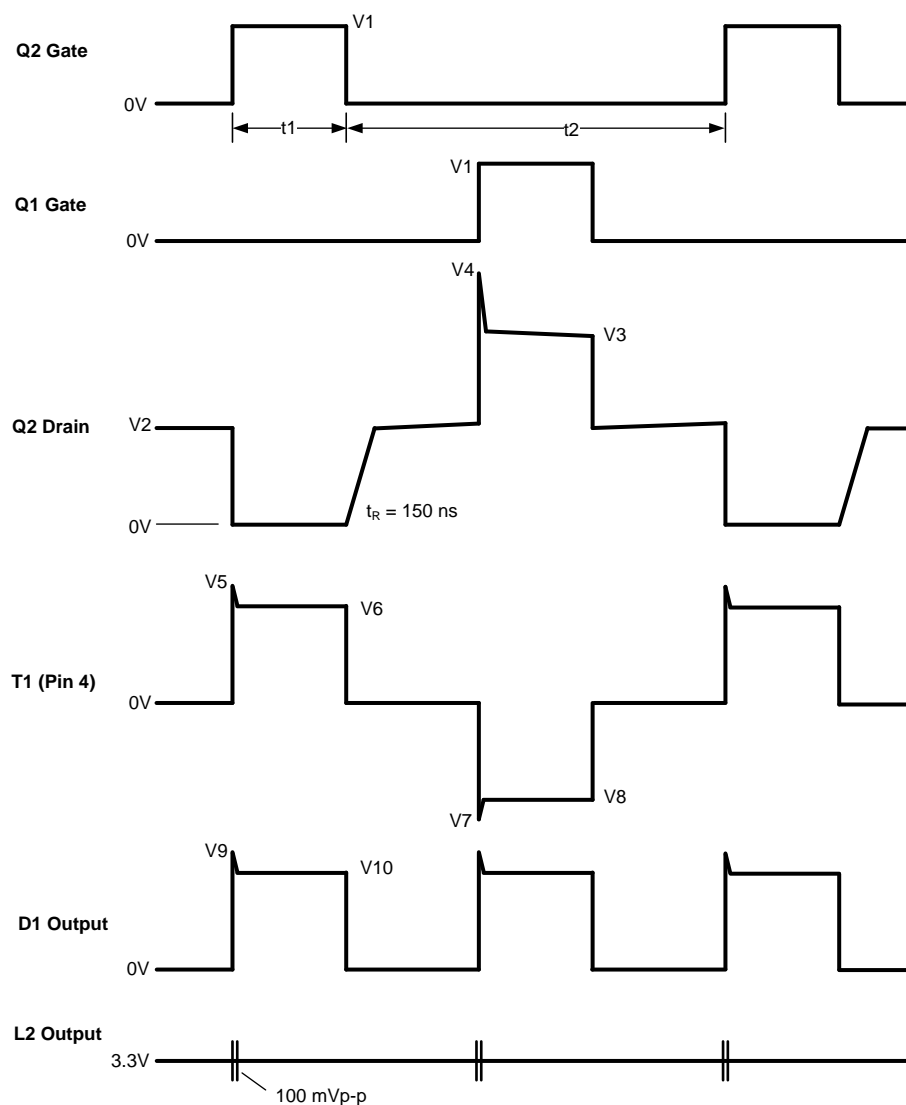 V1
Q2 Gate
0V
t1
t2
V1
Q1 Gate
0V
V4
V3
V2
Q2 Drain
tR = 150 ns
0V
V5
V6
T1 (Pin 4)
0V
V8
V7
V9
V10
D1 Output
0V
L2 Output
3.3V
100 mVp-p